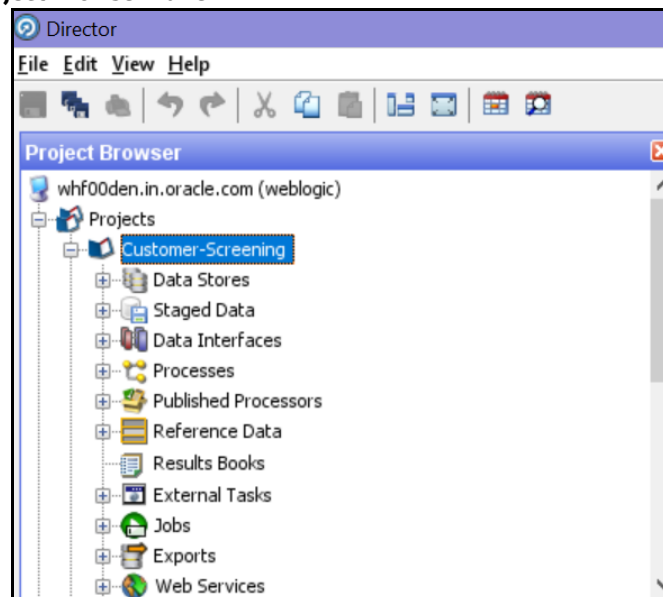 Director
File Edit View Help
Project Browser
whf00den.in.oracle.com (weblogic)
Projects
Customer-Screening
Data Stores
Staged Data
Data Interfaces
Processes
Published Processors
Reference Data
Results Books
External Tasks
Jobs
Exports
Web Services